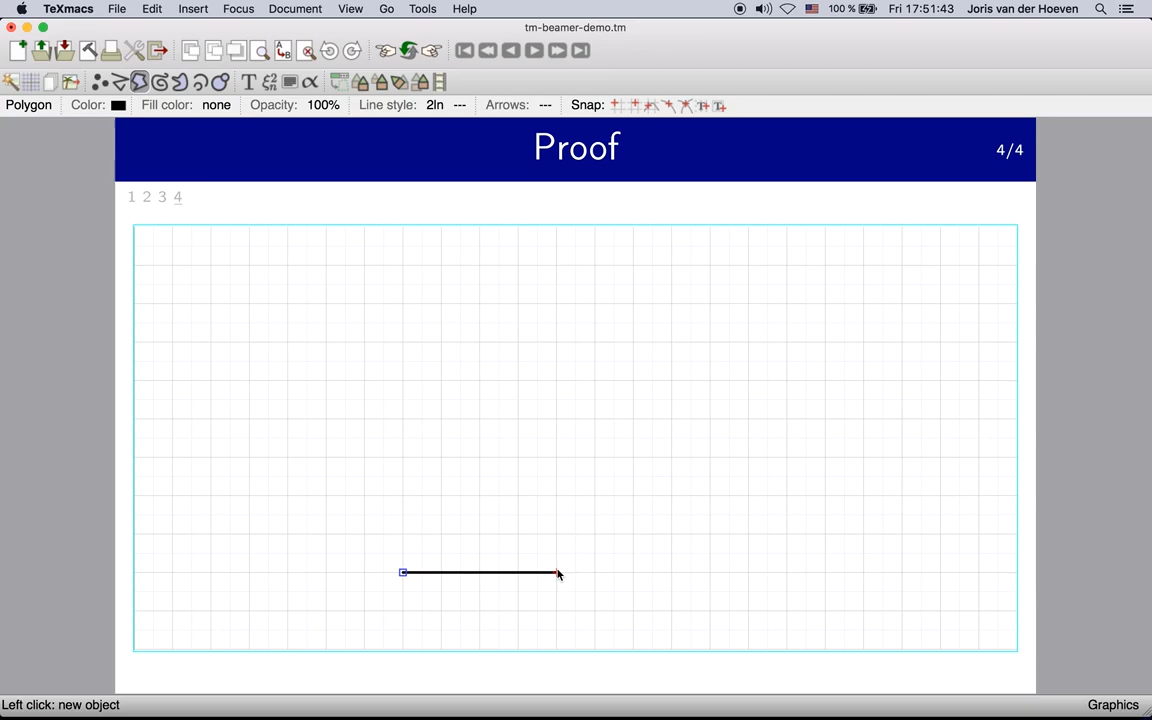 TeXmacs File Edit Insert Focus Document View Go Tools Help 100 % Fri 17:51:43 Joris van der Hoeven
tm-beamer-demo.tm
Polygon Color: Fill color: none Opacity: 100% Line style: 2ln --- Arrows: --- Snap:
Proof
4/4
1 2 3 4
Left click: new object Graphics